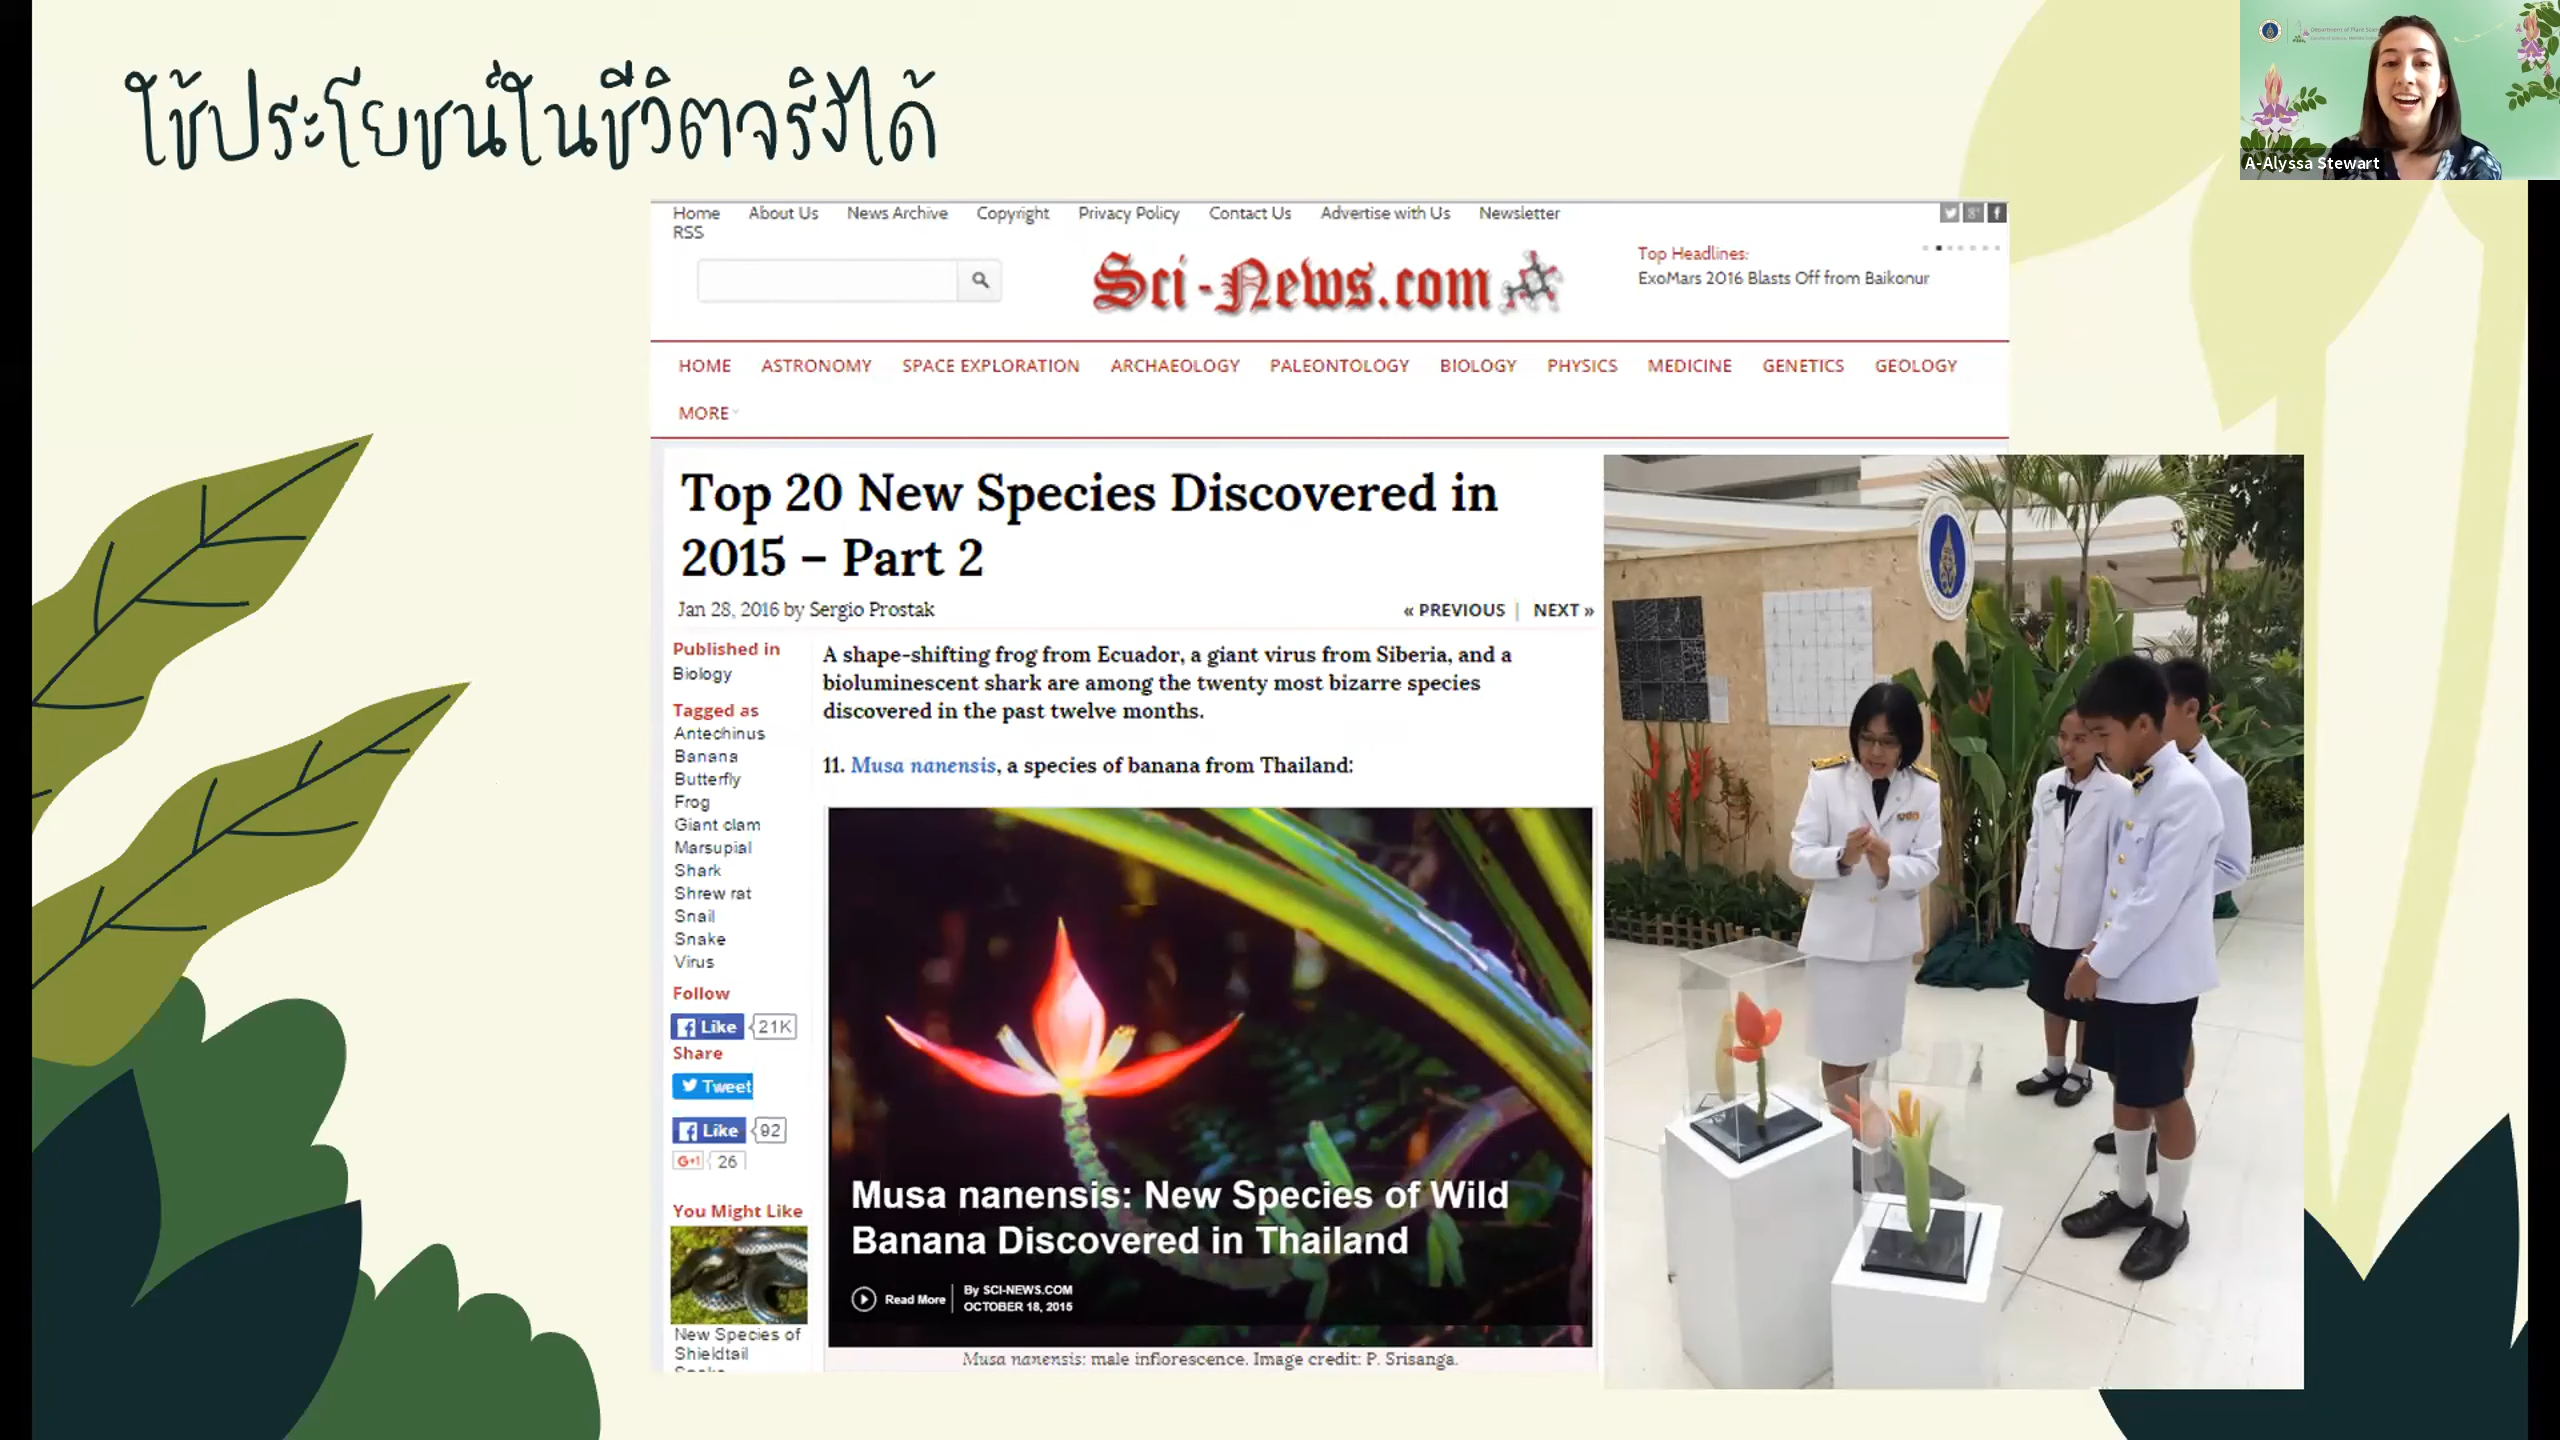 ใช้ประโยชน์ในชีวิตจริงได้
A-Alyssa Stewart
Home About Us News Archive Copyright Privacy Policy Contact Us Advertise with Us Newsletter
RSS
Sci-News.com
Top Headlines:
ExoMars 2016 Blasts Off from Baikonur
HOME ASTRONOMY SPACE EXPLORATION ARCHAEOLOGY PALEONTOLOGY BIOLOGY PHYSICS MEDICINE GENETICS GEOLOGY
MORE
Top 20 New Species Discovered in
2015 – Part 2
Jan 28, 2016 by Sergio Prostak
« PREVIOUS | NEXT »
Published in
Biology
Tagged as
Antechinus
Banana
Butterfly
Frog
Giant clam
Marsupial
Shark
Shrew rat
Snail
Snake
Virus
Follow
Like 21K
Share
Tweet
Like 92
G+1 26
You Might Like
New Species of
Shieldtail
A shape-shifting frog from Ecuador, a giant virus from Siberia, and a
bioluminescent shark are among the twenty most bizarre species
discovered in the past twelve months.
11. Musa nanensis, a species of banana from Thailand:
Musa nanensis: New Species of Wild
Banana Discovered in Thailand
Read More
By SCI-NEWS.COM
OCTOBER 18, 2015
Musa nanensis: male inflorescence. Image credit: P. Srisanga.